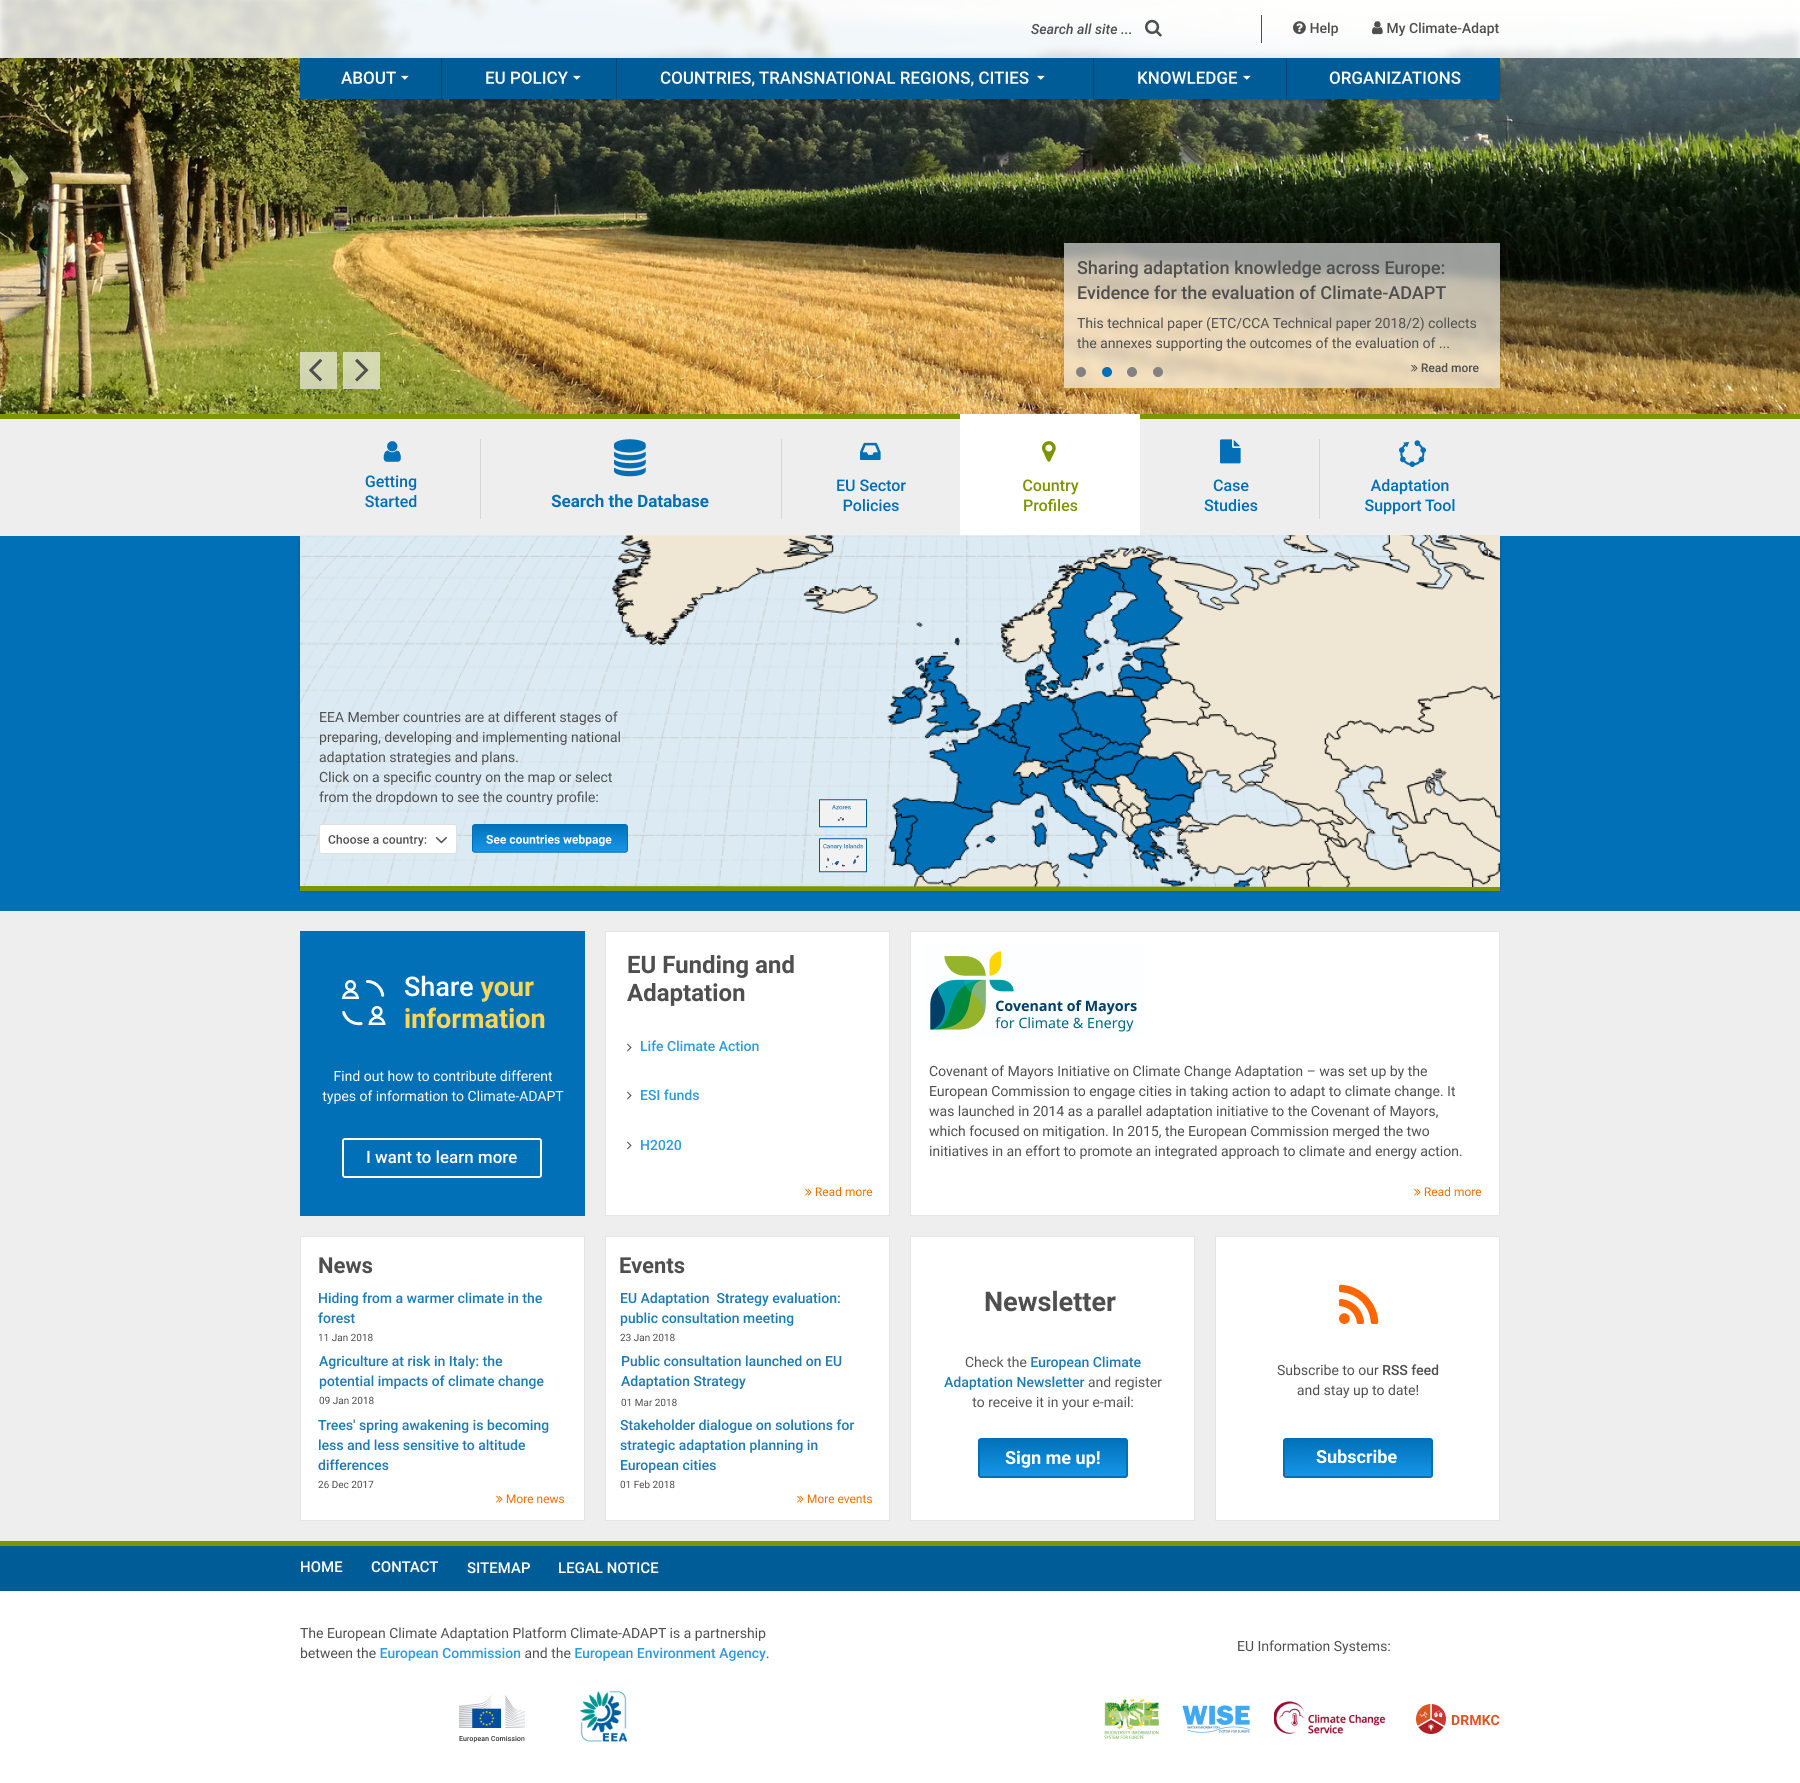 Search all site ...
Help
My Climate-Adapt
ABOUT
EU POLICY
COUNTRIES, TRANSNATIONAL REGIONS, CITIES
KNOWLEDGE
ORGANIZATIONS
Sharing adaptation knowledge across Europe:
Evidence for the evaluation of Climate-ADAPT
This technical paper (ETC/CCA Technical paper 2018/2) collects
the annexes supporting the outcomes of the evaluation of ...
» Read more
Getting
Started
Search the Database
EU Sector
Policies
Country
Profiles
Case
Studies
Adaptation
Support Tool
EEA Member countries are at different stages of
preparing, developing and implementing national
adaptation strategies and plans.
Click on a specific country on the map or select
from the dropdown to see the country profile:
Choose a country:
See countries webpage
Azores
Canary Islands
Share your
information
Find out how to contribute different
types of information to Climate-ADAPT
I want to learn more
EU Funding and
Adaptation
Life Climate Action
ESI funds
H2020
» Read more
Covenant of Mayors
for Climate & Energy
Covenant of Mayors Initiative on Climate Change Adaptation – was set up by the
European Commission to engage cities in taking action to adapt to climate change. It
was launched in 2014 as a parallel adaptation initiative to the Covenant of Mayors,
which focused on mitigation. In 2015, the European Commission merged the two
initiatives in an effort to promote an integrated approach to climate and energy action.
» Read more
News
Hiding from a warmer climate in the
forest
11 Jan 2018
Agriculture at risk in Italy: the
potential impacts of climate change
09 Jan 2018
Trees' spring awakening is becoming
less and less sensitive to altitude
differences
26 Dec 2017
» More news
Events
EU Adaptation  Strategy evaluation:
public consultation meeting
23 Jan 2018
Public consultation launched on EU
Adaptation Strategy
01 Mar 2018
Stakeholder dialogue on solutions for
strategic adaptation planning in
European cities
01 Feb 2018
» More events
Newsletter
Check the European Climate
Adaptation Newsletter and register
to receive it in your e-mail:
Sign me up!
Subscribe to our RSS feed
and stay up to date!
Subscribe
HOME
CONTACT
SITEMAP
LEGAL NOTICE
The European Climate Adaptation Platform Climate-ADAPT is a partnership
between the European Commission and the European Environment Agency.
EU Information Systems:
European Comission
EEA
BISE
BIODIVERSITY INFORMATION
SYSTEM FOR EUROPE
WISE
WATER INFORMATION
SYSTEM FOR EUROPE
Climate Change
Service
DRMKC